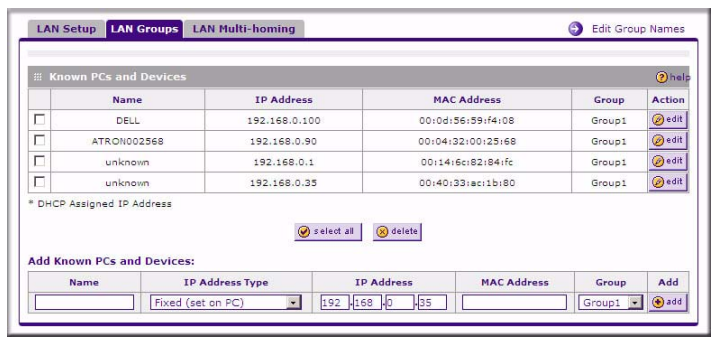 LAN Setup LAN Groups LAN Multi-homing Edit Group Names
Known PCs and Devices help
Name IP Address MAC Address Group Action
DELL 192.168.0.100 00:0d:56:59:f4:08 Group1 edit
ATRON002568 192.168.0.90 00:04:32:00:25:68 Group1 edit
unknown 192.168.0.1 00:14:6c:82:84:fc Group1 edit
unknown 192.168.0.35 00:40:33:ac:1b:80 Group1 edit
* DHCP Assigned IP Address
select all delete
Add Known PCs and Devices:
Name IP Address Type IP Address MAC Address Group Add
Fixed (set on PC) 192 .168 .0 .35 Group1 add